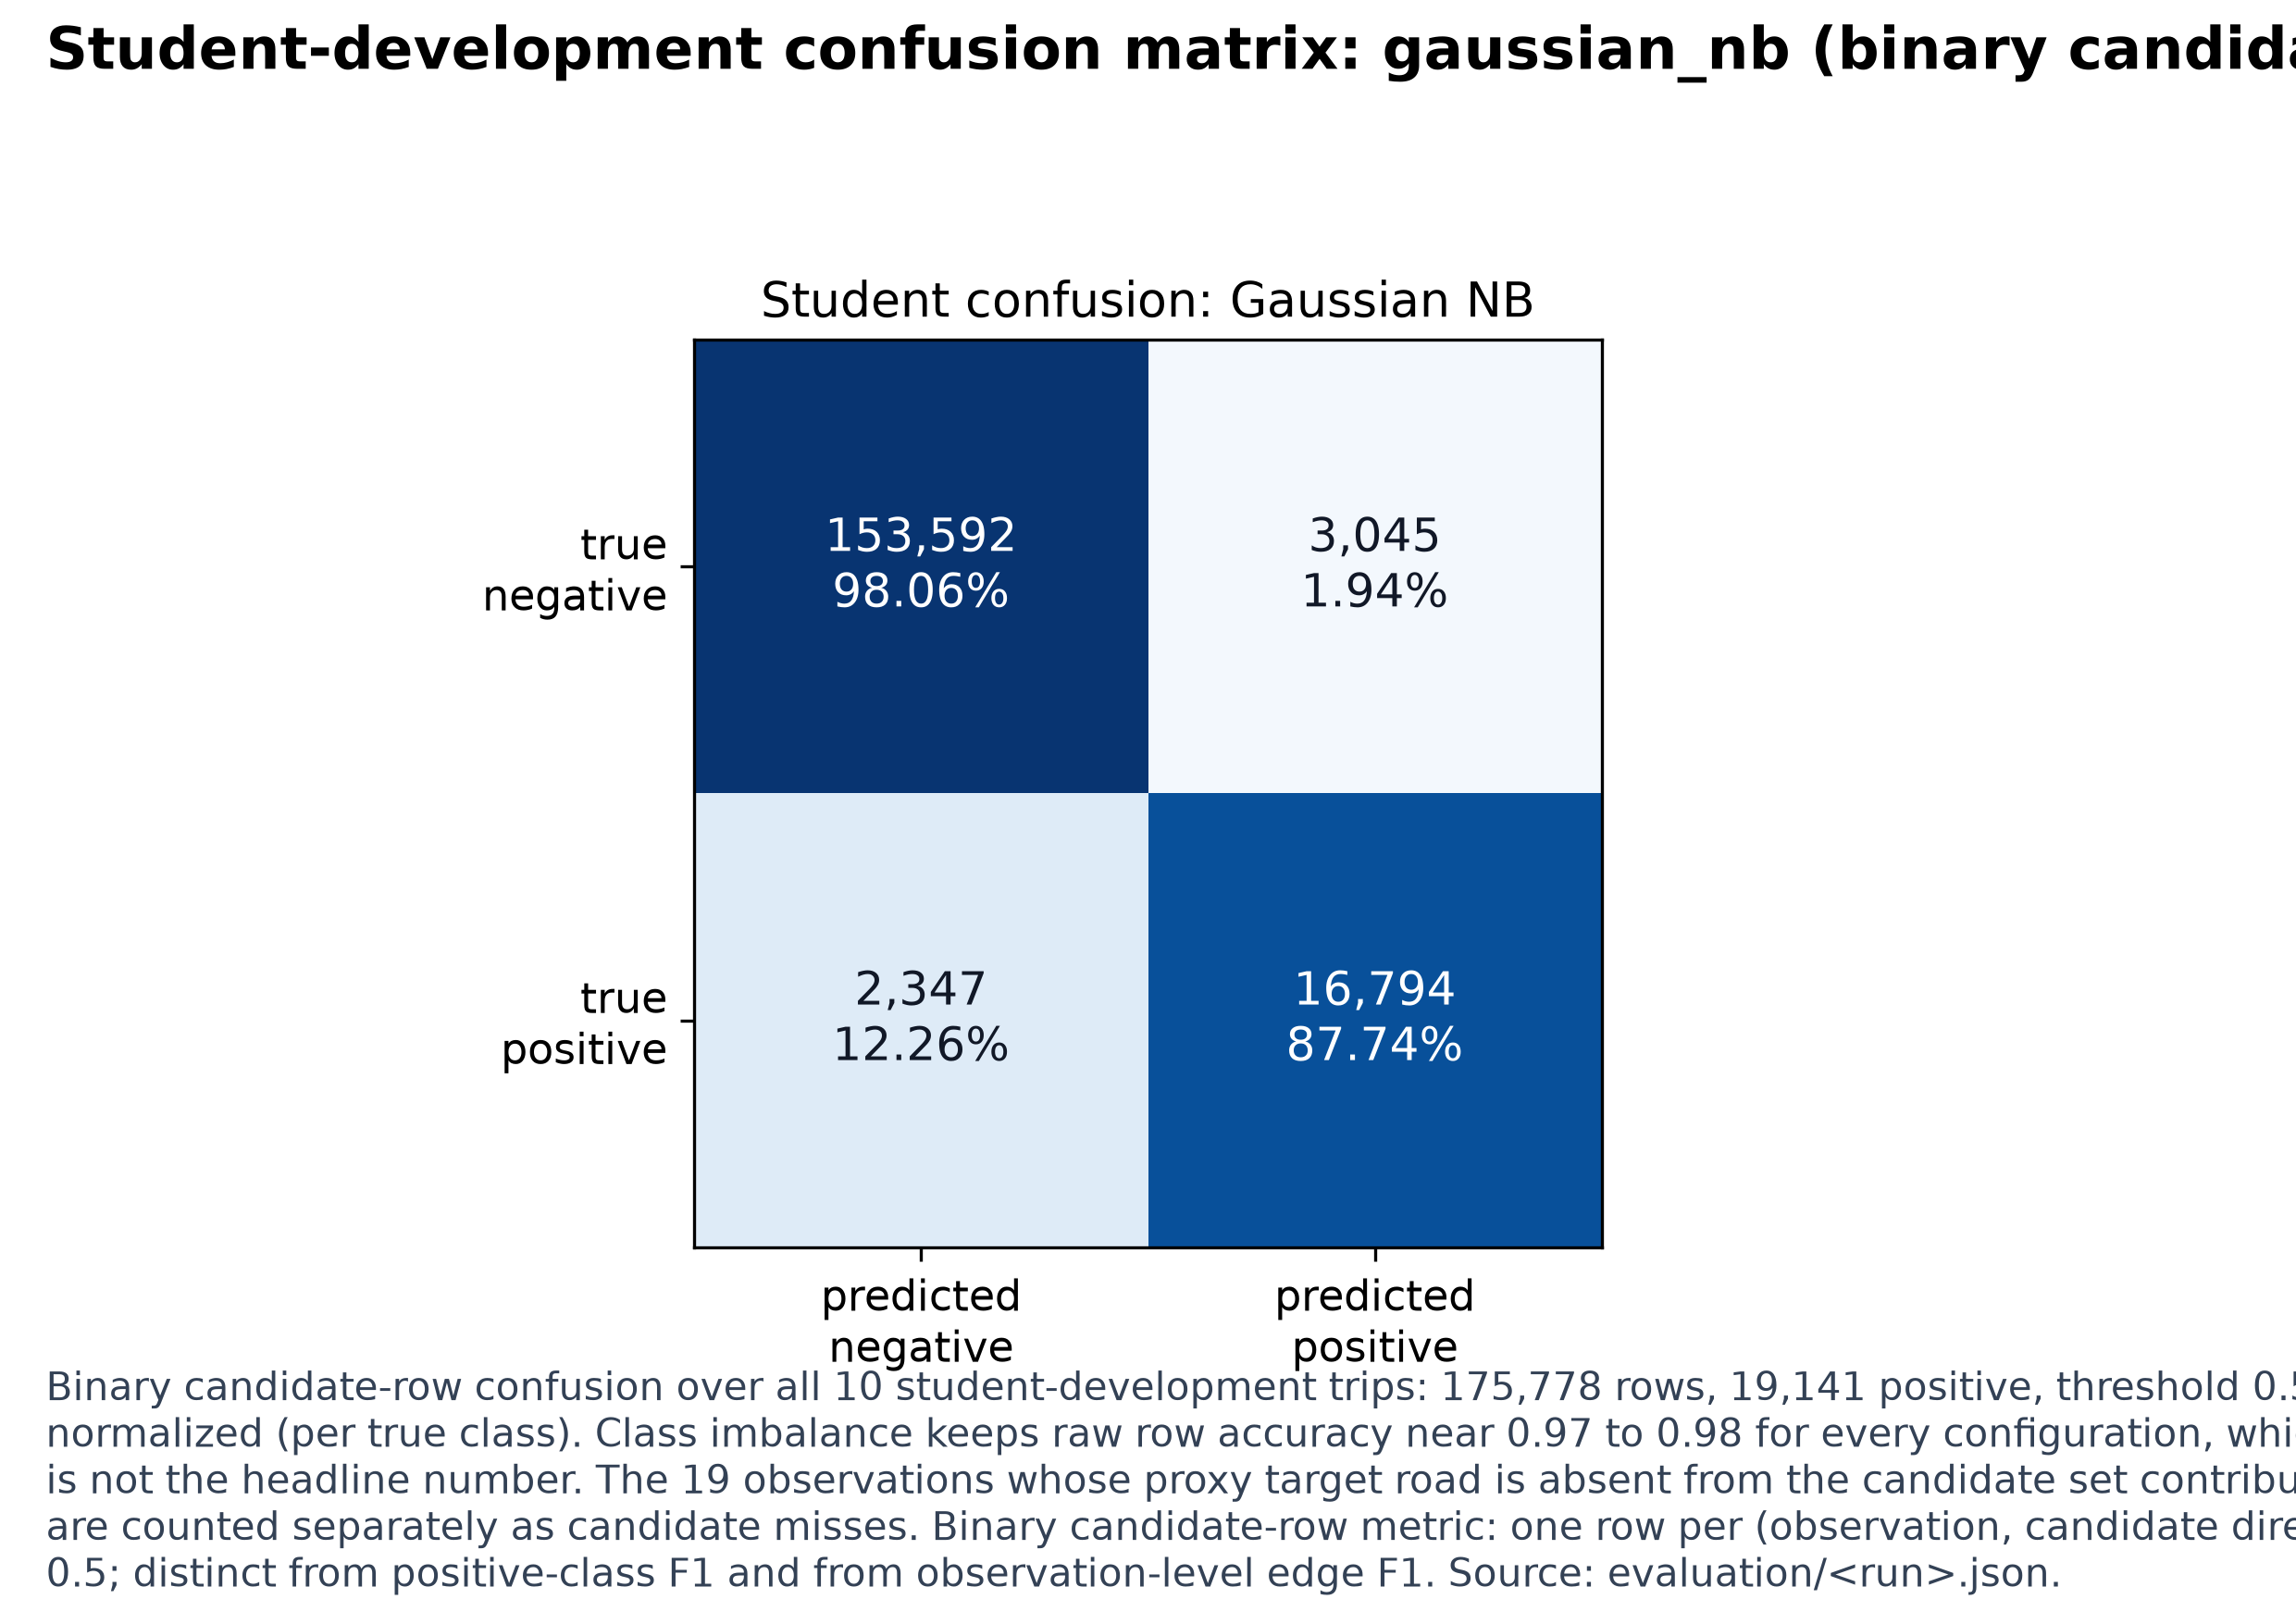 Student-development confusion matrix: gaussian_nb (binary
Student confusion: Gaussian NB
153,592
98.06%
3,045
1.94%
true
negative
2,347
12.26%
16,794
87.74%
true
positive
predicted
negative
predicted
positive
Binary candidate-row confusion over all 10 student-development trips: 175,778 rows, 19,141 positive, threshold
normalized (per true class). Class imbalance keeps raw row accuracy near 0.97 to 0.98 for every configuration,
is not the headline number. The 19 observations whose proxy target road is absent from the candidate set
are counted separately as candidate misses. Binary candidate-row metric: one row per (observation, candidate
0.5; distinct from positive-class F1 and from observation-level edge F1. Source: evaluation/<run>.json.